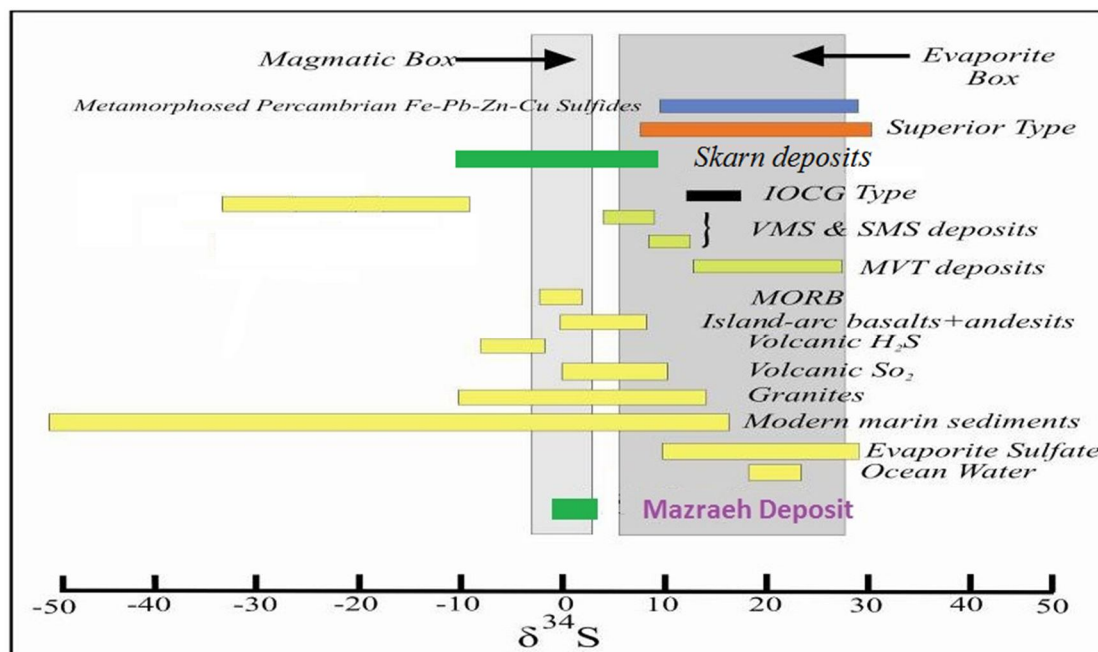 Magmatic Box
Evaporite Box
Metamorphosed Percambrian Fe-Pb-Zn-Cu Sulfides
Superior Type
Skarn deposits
IOCG Type
VMS & SMS deposits
MVT deposits
MORB
Island-arc basalts+andesits
Volcanic H₂S
Volcanic So₂
Granites
Modern marin sediments
Evaporite Sulfate
Ocean Water
Mazraeh Deposit
-50 -40 -30 -20 -10 0 10 20 30 40 50
δ³⁴S